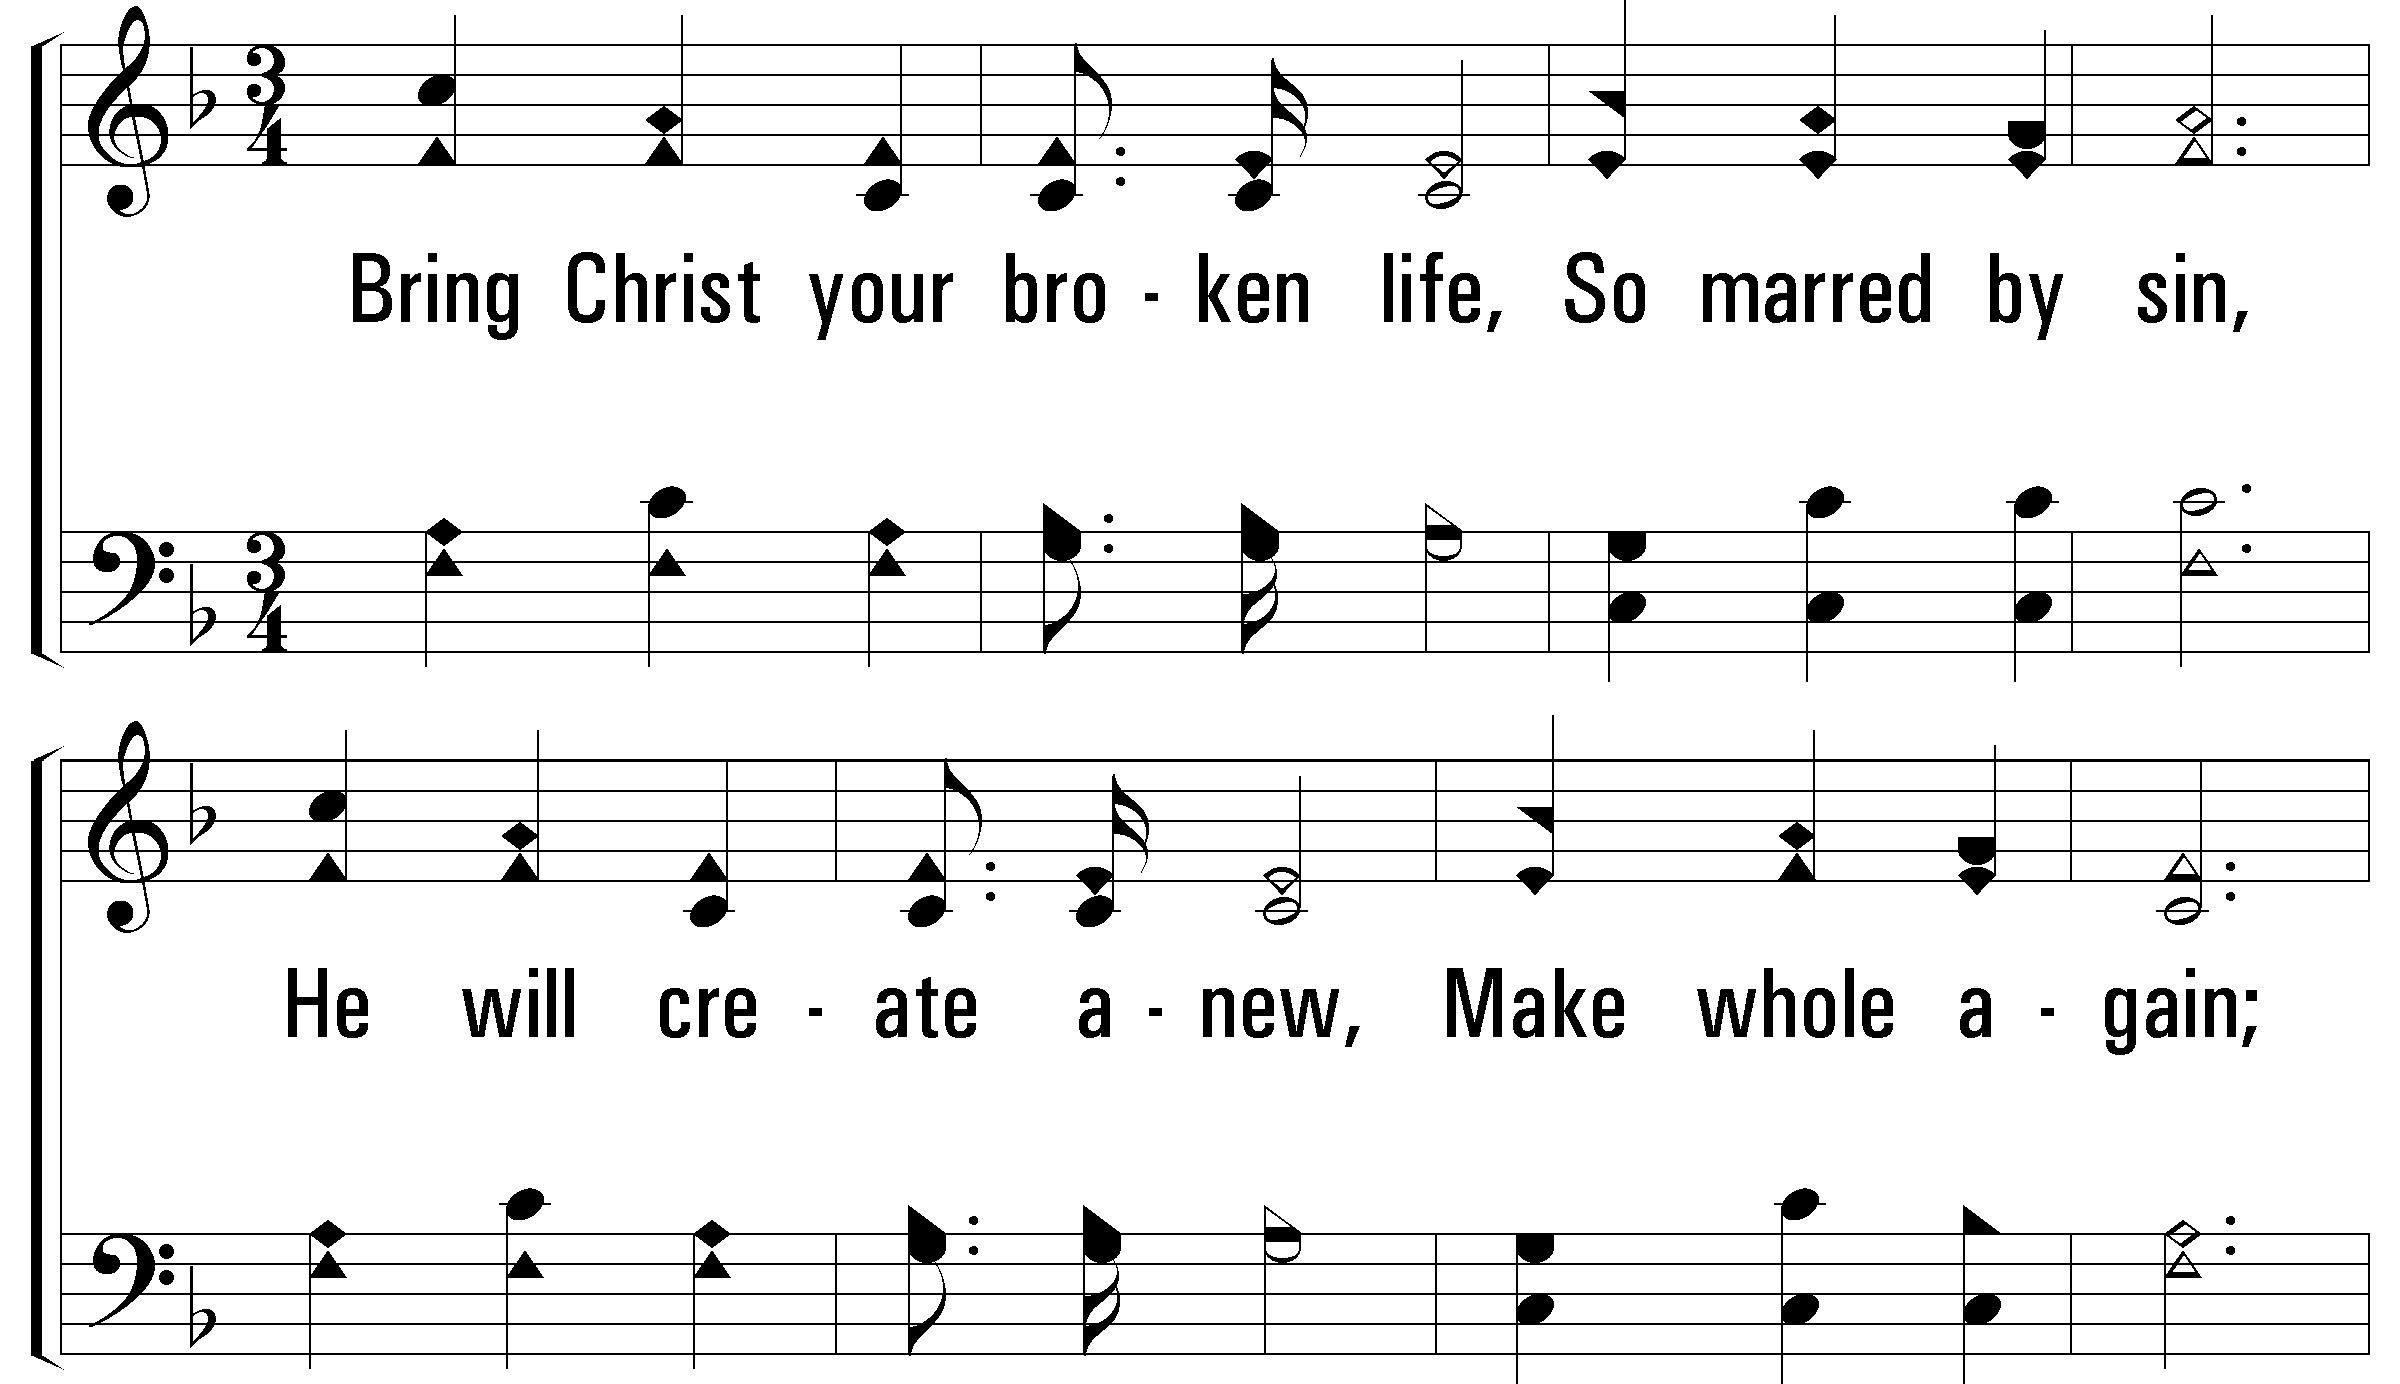 Bring Christ your bro - ken life, So marred by sin,
He will cre - ate a - new, Make whole a - gain;